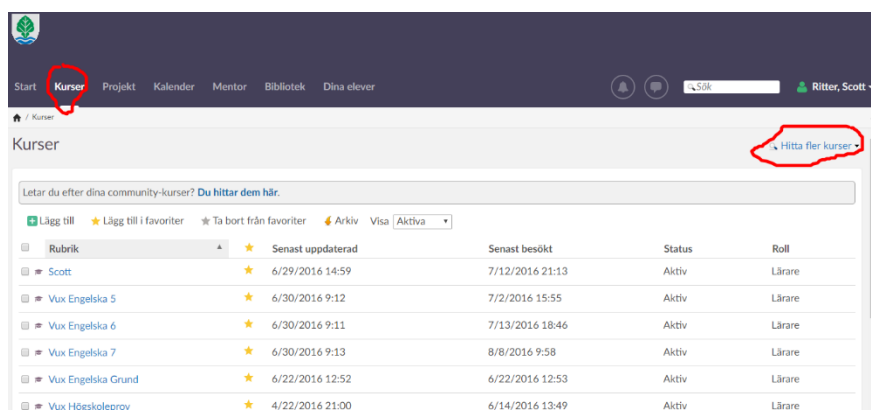 Start Kurser Projekt Kalender Mentor Bibliotek Dina elever Sök Ritter, Scott
/ Kurser
Kurser Hitta fler kurser
Letar du efter dina community-kurser? Du hittar dem här.
Lägg till Lägg till i favoriter Ta bort från favoriter Arkiv Visa Aktiva
Rubrik Senast uppdaterad Senast besökt Status Roll
Scott 6/29/2016 14:59 7/12/2016 21:13 Aktiv Lärare
Vux Engelska 5 6/30/2016 9:12 7/2/2016 15:55 Aktiv Lärare
Vux Engelska 6 6/30/2016 9:11 7/13/2016 18:46 Aktiv Lärare
Vux Engelska 7 6/30/2016 9:13 8/8/2016 9:58 Aktiv Lärare
Vux Engelska Grund 6/22/2016 12:52 6/22/2016 12:53 Aktiv Lärare
Vux Högskoleprov 4/22/2016 21:00 6/14/2016 13:49 Aktiv Lärare